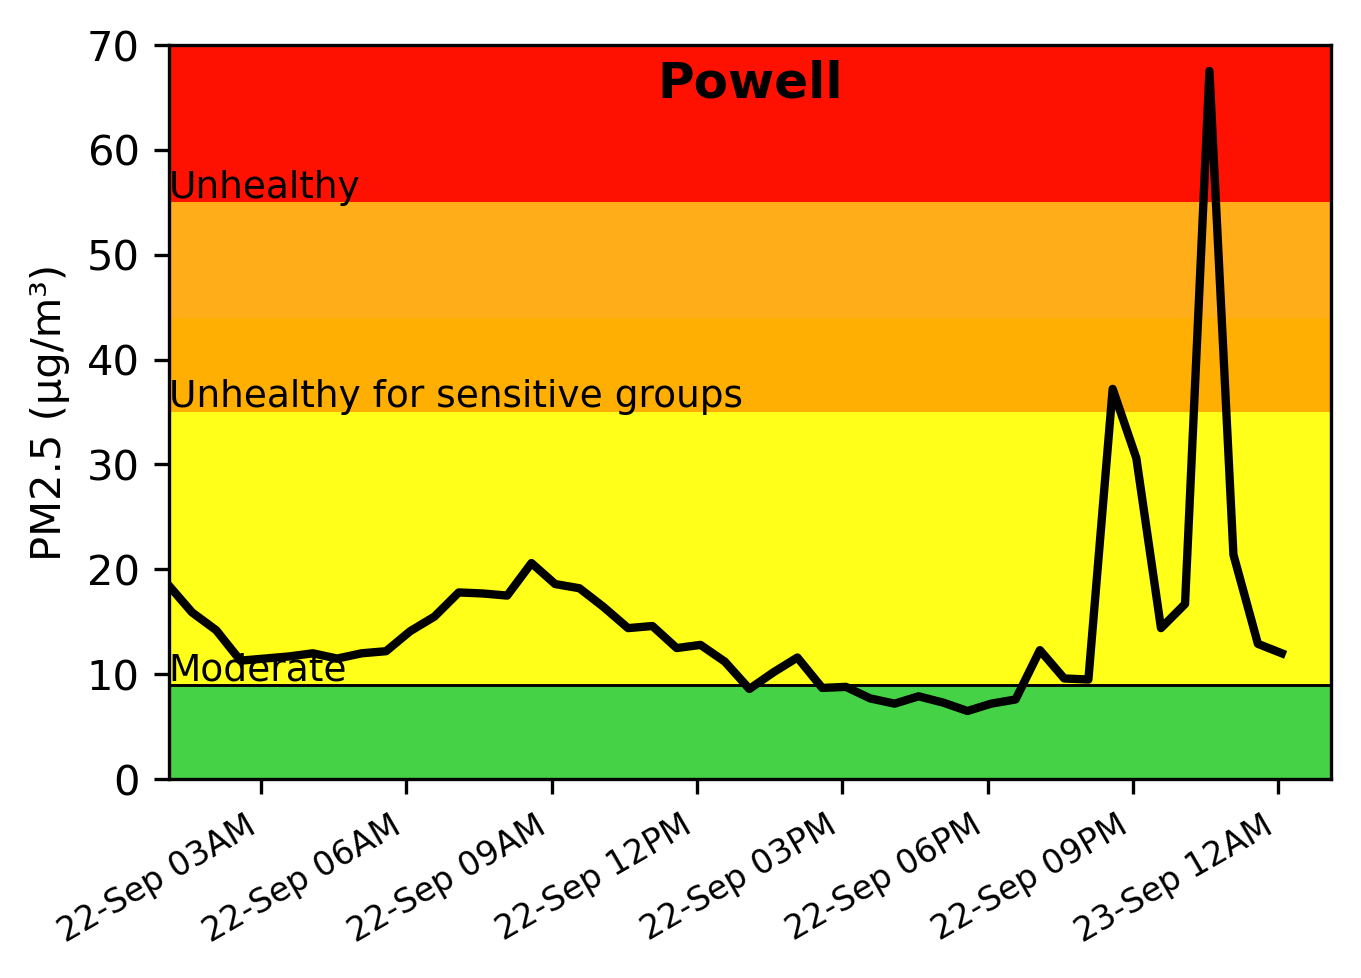 Powell
PM2.5 (µg/m³)
70
60
50
40
30
20
10
0
Unhealthy
Unhealthy for sensitive groups
Moderate
22-Sep 03AM
22-Sep 06AM
22-Sep 09AM
22-Sep 12PM
22-Sep 03PM
22-Sep 06PM
22-Sep 09PM
23-Sep 12AM